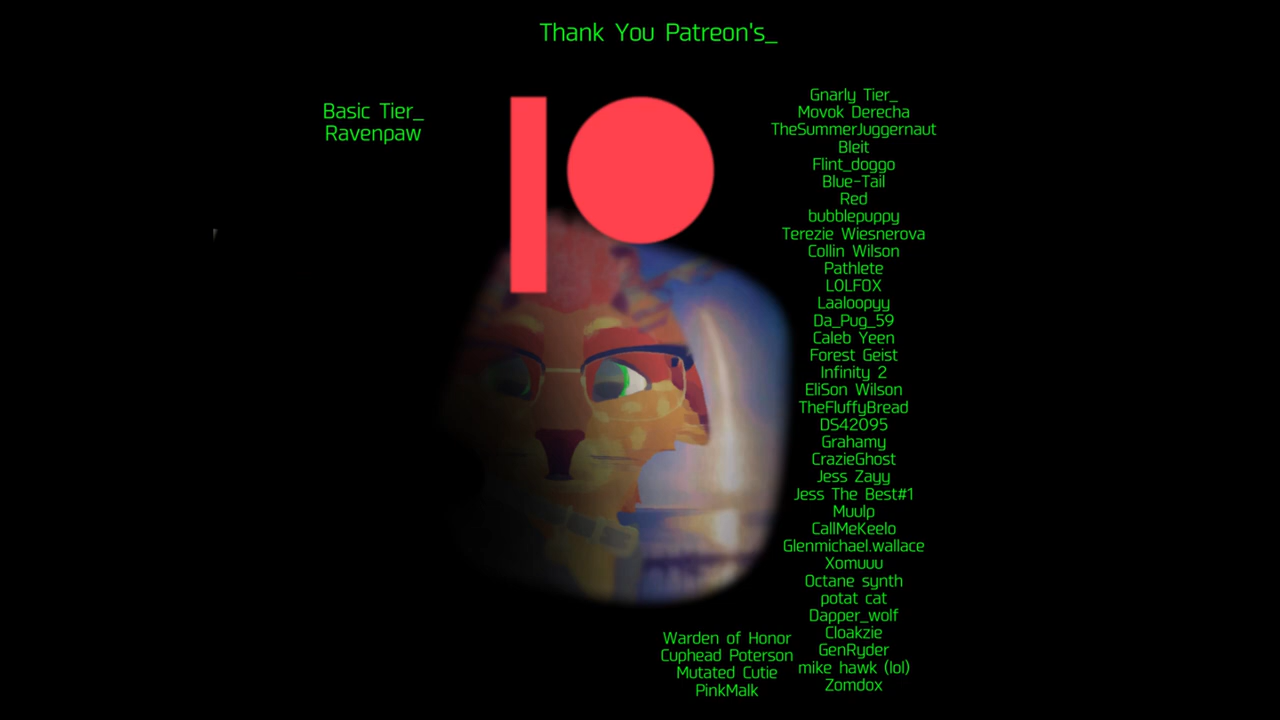 Thank You Patreon's_
Basic Tier_
Ravenpaw
Gnarly Tier_
Movok Derecha
TheSummerJuggernaut
Bleit
Flint_doggo
Blue-Tail
Red
bubblepuppy
Terezie Wiesnerova
Collin Wilson
Pathlete
LOLFOX
Laaloopyy
Da_Pug_59
Caleb Yeen
Forest Geist
Infinity 2
EliSon Wilson
TheFluffyBread
DS42095
Grahamy
CrazieGhost
Jess Zayy
Jess The Best#1
Muulp
CallMeKeelo
Glenmichael.wallace
Xomuuu
Octane synth
potat cat
Dapper_wolf
Cloakzie
GenRyder
mike hawk (lol)
Zomdox
Warden of Honor
Cuphead Poterson
Mutated Cutie
PinkMalk